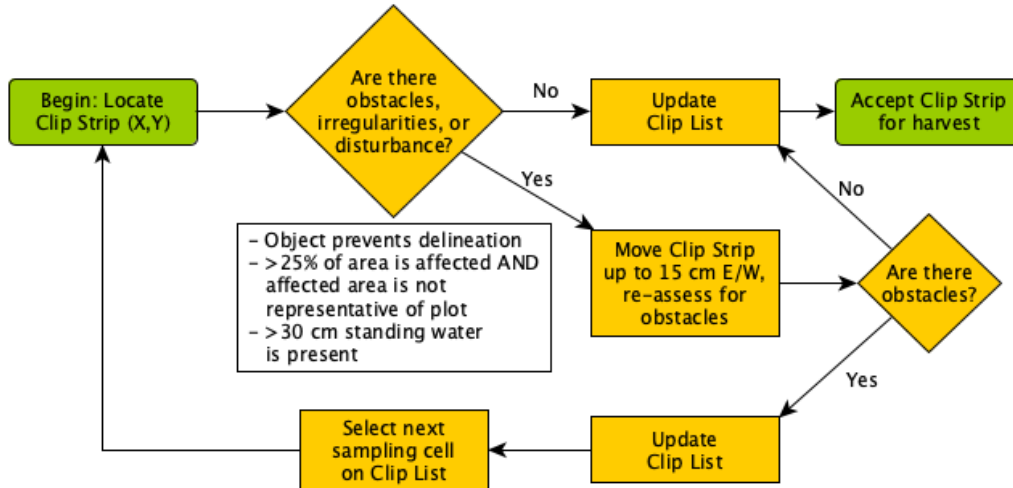 Begin: Locate
Clip Strip (X,Y)
Are there
obstacles,
irregularities, or
disturbance?
No
Update
Clip List
Accept Clip Strip
for harvest
Yes
– Object prevents delineation
– >25% of area is affected AND
affected area is not
representative of plot
– >30 cm standing water
is present
Move Clip Strip
up to 15 cm E/W,
re-assess for
obstacles
No
Are there
obstacles?
Yes
Update
Clip List
Select next
sampling cell
on Clip List